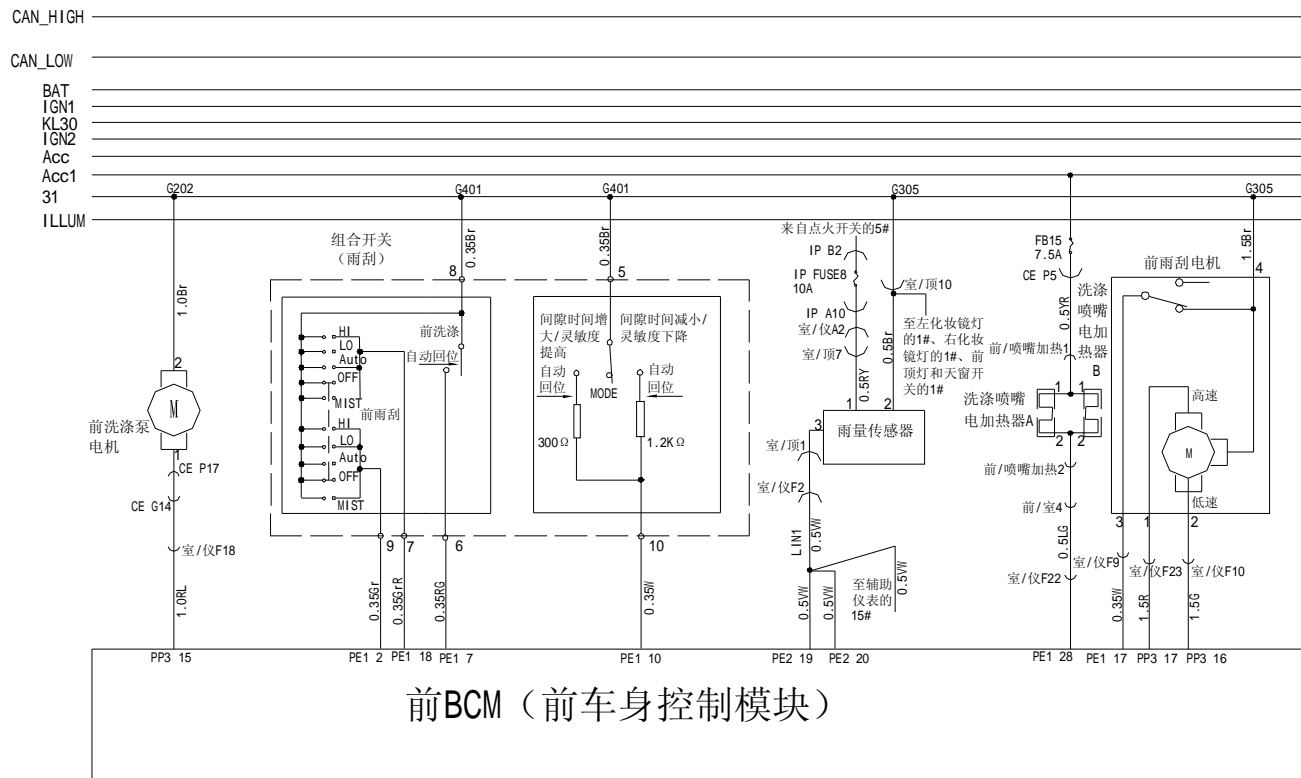 CAN_HIGH
CAN_LOW
BAT
IGN1
KL30
IGN2
Acc
Acc1
31
ILLUM
G202
G401
G401
G305
G305
组合开关
（雨刮）
0.35Br
0.35Br
来自点火开关的5#
IP B2
IP FUSE8
10A
IP A10
室/仪A2
室/顶7
0.5RY
0.5Br
室/顶10
至左化妆镜灯
的1#、右化妆
镜灯的1#、前
顶灯和天窗开
关的1#
FB15
7.5A
CE P5
0.5YR
前/喷嘴加热1
1.5Br
前雨刮电机
4
洗涤
喷嘴
电加
热器
B
洗涤喷嘴
电加热器A
1
1
2
2
前/喷嘴加热2
前/室4
0.5LG
室/仪F22
高速
M
低速
3
1
2
室/仪F9
室/仪F23
室/仪F10
0.35W
1.5R
1.5G
1.0Br
2
M
1
前洗涤泵
电机
CE P17
CE G14
室/仪F18
1.0RL
8
5
HI
LO
Auto
OFF
MIST
前雨刮
HI
LO
Auto
OFF
MIST
前洗涤
自动回位
间隙时间增
大/灵敏度
提高
间隙时间减小/
灵敏度下降
自动
回位
MODE
自动
回位
300Ω
1.2KΩ
9
7
6
10
0.35Gr
0.35GrR
0.35RG
0.35W
1
2
3
雨量传感器
室/顶1
室/仪F2
LIN1
0.5VW
0.5VW
0.5VW
0.5VW
至辅助
仪表的
15#
PP3 15
PE1 2
PE1 18
PE1 7
PE1 10
PE2 19
PE2 20
PE1 28
PE1 17
PP3 17
PP3 16
前BCM（前车身控制模块）